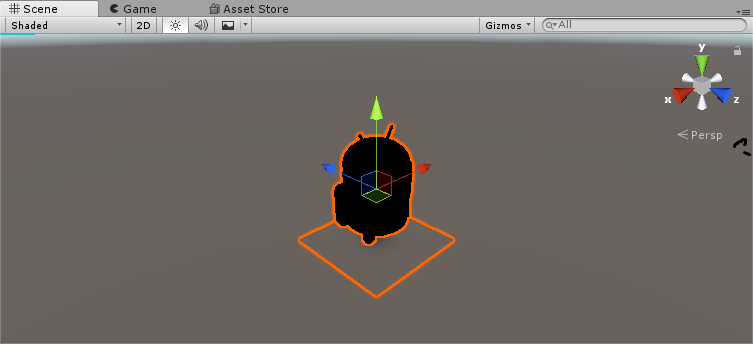 Scene Game Asset Store
Shaded 2D Gizmos All
y
x z
Persp